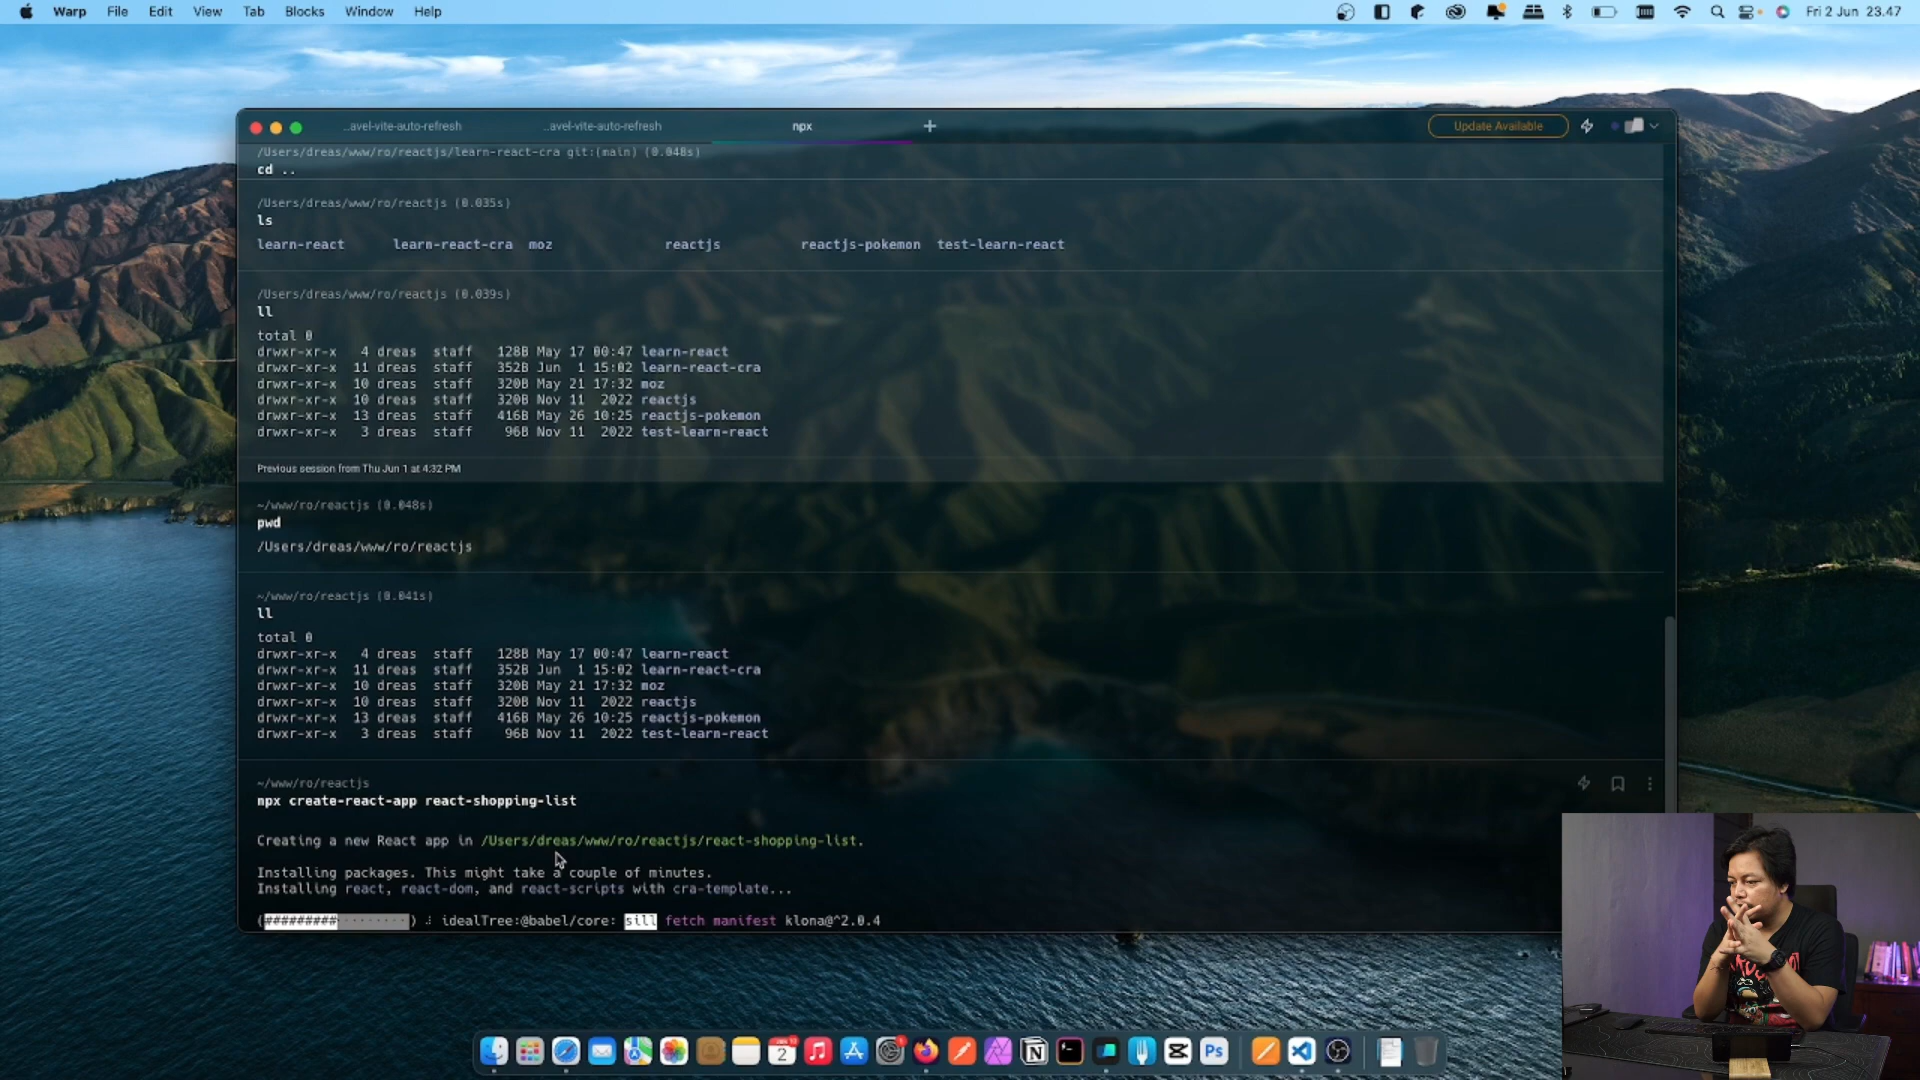 Warp File Edit View Tab Blocks Window Help Fri 2 Jun 23.47
..avel-vite-auto-refresh ..avel-vite-auto-refresh npx + Update Available
/Users/dreas/www/ro/reactjs/learn-react-cra git:(main) (0.048s)
cd ..
/Users/dreas/www/ro/reactjs (0.035s)
ls
learn-react learn-react-cra moz reactjs reactjs-pokemon test-learn-react
/Users/dreas/www/ro/reactjs (0.039s)
ll
total 0
drwxr-xr-x 4 dreas staff 128B May 17 00:47 learn-react
drwxr-xr-x 11 dreas staff 352B Jun 1 15:02 learn-react-cra
drwxr-xr-x 10 dreas staff 320B May 21 17:32 moz
drwxr-xr-x 10 dreas staff 320B Nov 11 2022 reactjs
drwxr-xr-x 13 dreas staff 416B May 26 10:25 reactjs-pokemon
drwxr-xr-x 3 dreas staff 96B Nov 11 2022 test-learn-react
Previous session from Thu Jun 1 at 4:32 PM
~/www/ro/reactjs (0.048s)
pwd
/Users/dreas/www/ro/reactjs
~/www/ro/reactjs (0.041s)
ll
total 0
drwxr-xr-x 4 dreas staff 128B May 17 00:47 learn-react
drwxr-xr-x 11 dreas staff 352B Jun 1 15:02 learn-react-cra
drwxr-xr-x 10 dreas staff 320B May 21 17:32 moz
drwxr-xr-x 10 dreas staff 320B Nov 11 2022 reactjs
drwxr-xr-x 13 dreas staff 416B May 26 10:25 reactjs-pokemon
drwxr-xr-x 3 dreas staff 96B Nov 11 2022 test-learn-react
~/www/ro/reactjs
npx create-react-app react-shopping-list
Creating a new React app in /Users/dreas/www/ro/reactjs/react-shopping-list.
Installing packages. This might take a couple of minutes.
Installing react, react-dom, and react-scripts with cra-template...
(#########⋅⋅⋅⋅⋅⋅⋅⋅⋅) ⠼ idealTree:@babel/core: sill fetch manifest klona@^2.0.4
2 Ps